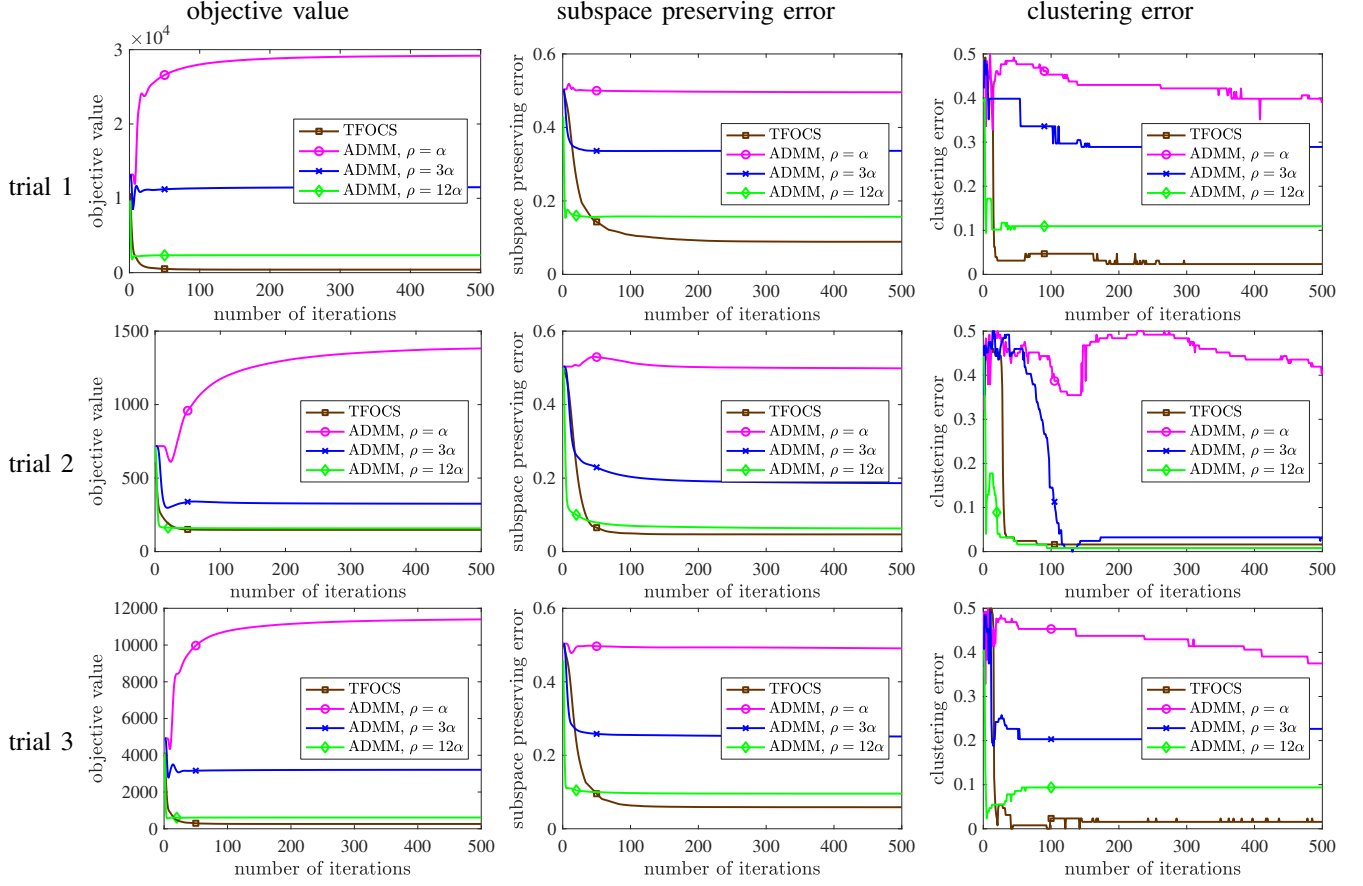 objective value
subspace preserving error
clustering error
trial 1
×10⁴
objective value
3
2
1
0
TFOCS
ADMM, ρ = α
ADMM, ρ = 3α
ADMM, ρ = 12α
0 100 200 300 400 500
number of iterations
subspace preserving error
0.6
0.4
0.2
0
TFOCS
ADMM, ρ = α
ADMM, ρ = 3α
ADMM, ρ = 12α
0 100 200 300 400 500
number of iterations
clustering error
0.5
0.4
0.3
0.2
0.1
0
TFOCS
ADMM, ρ = α
ADMM, ρ = 3α
ADMM, ρ = 12α
0 100 200 300 400 500
number of iterations
trial 2
objective value
1500
1000
500
0
TFOCS
ADMM, ρ = α
ADMM, ρ = 3α
ADMM, ρ = 12α
0 100 200 300 400 500
number of iterations
subspace preserving error
0.6
0.4
0.2
0
TFOCS
ADMM, ρ = α
ADMM, ρ = 3α
ADMM, ρ = 12α
0 100 200 300 400 500
number of iterations
clustering error
0.5
0.4
0.3
0.2
0.1
0
TFOCS
ADMM, ρ = α
ADMM, ρ = 3α
ADMM, ρ = 12α
0 100 200 300 400 500
number of iterations
trial 3
objective value
12000
10000
8000
6000
4000
2000
0
TFOCS
ADMM, ρ = α
ADMM, ρ = 3α
ADMM, ρ = 12α
0 100 200 300 400 500
number of iterations
subspace preserving error
0.6
0.4
0.2
0
TFOCS
ADMM, ρ = α
ADMM, ρ = 3α
ADMM, ρ = 12α
0 100 200 300 400 500
number of iterations
clustering error
0.5
0.4
0.3
0.2
0.1
0
TFOCS
ADMM, ρ = α
ADMM, ρ = 3α
ADMM, ρ = 12α
0 100 200 300 400 500
number of iterations